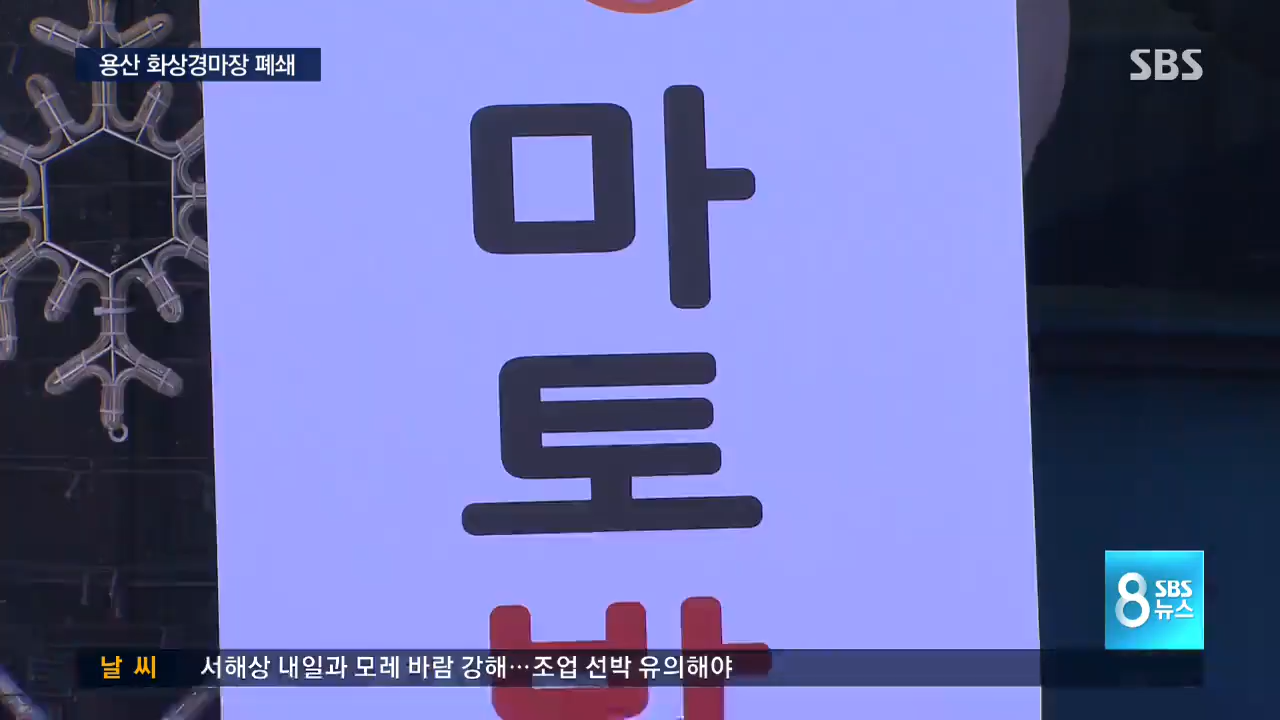 용산 화상경마장 폐쇄
SBS
마
토
8 SBS 뉴스
날 씨 서해상 내일과 모레 바람 강해…조업 선박 유의해야